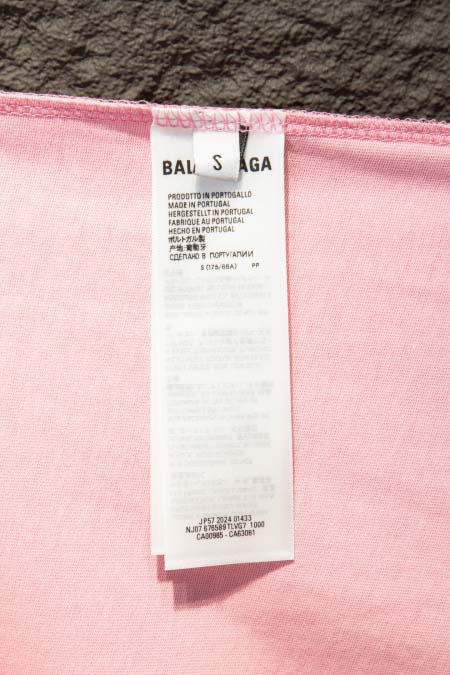 S
BAL AGA
PRODOTTO IN PORTOGALLO
MADE IN PORTUGAL
HERGESTELLT IN PORTUGAL
FABRIQUE AU PORTUGAL
HECHO EN PORTUGAL
ポルトガル製
产地:葡萄牙
СДЕЛАНО В ПОРТУГАЛИИ
S (175/88A) PP
JP57 2024 01433
NJ07 676589TLVG7 1000
CA00985 - CA63061